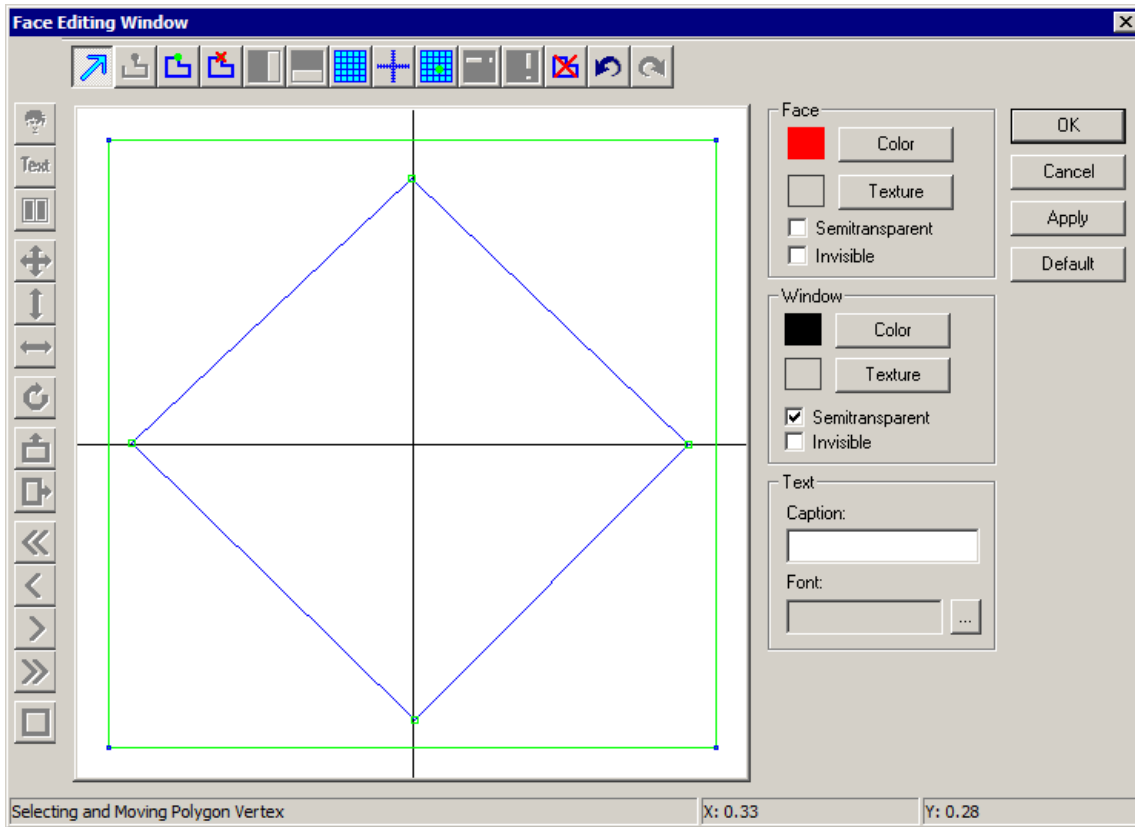 Face Editing Window
Text
Face
Color
Texture
Semitransparent
Invisible
Window
Color
Texture
Semitransparent
Invisible
Text
Caption:
Font:
...
OK
Cancel
Apply
Default
Selecting and Moving Polygon Vertex
X: 0.33
Y: 0.28